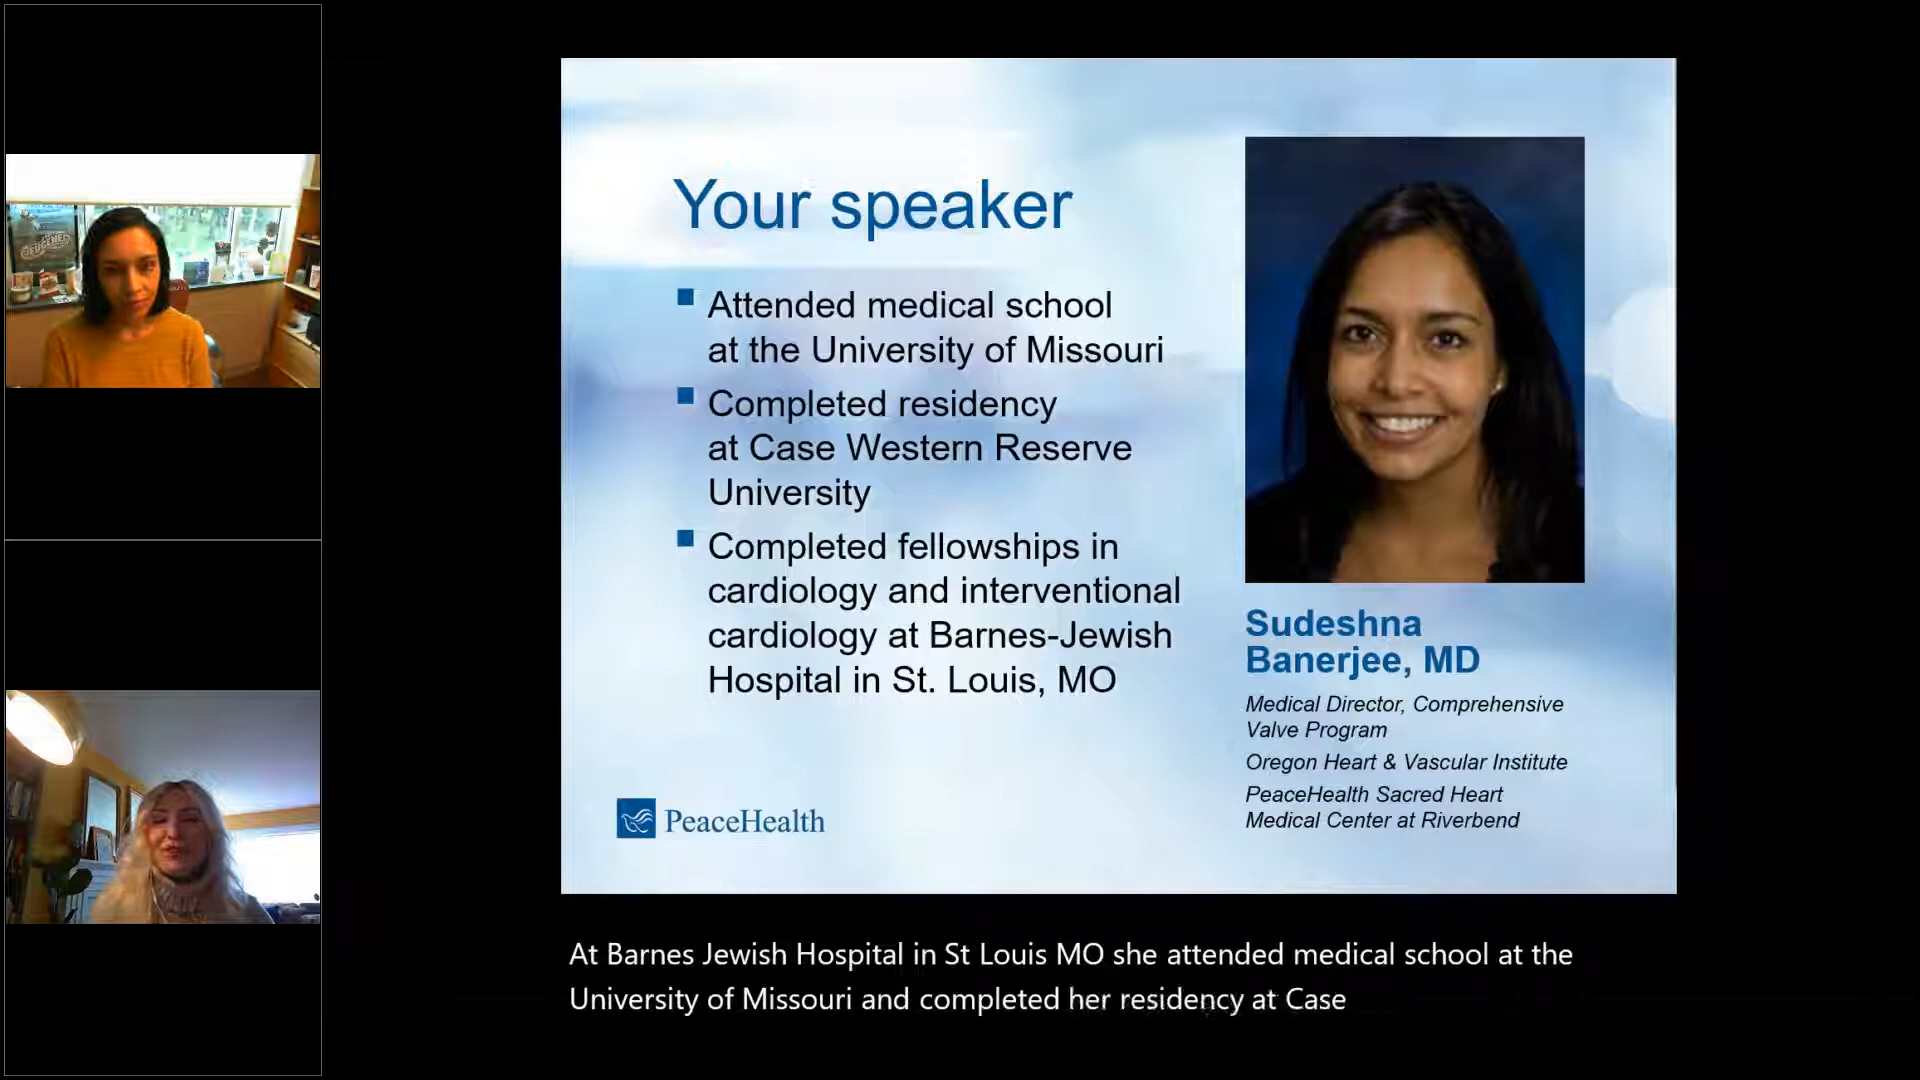 EUGENE
Your speaker
Attended medical school
at the University of Missouri
Completed residency
at Case Western Reserve
University
Completed fellowships in
cardiology and interventional
cardiology at Barnes-Jewish
Hospital in St. Louis, MO
Sudeshna
Banerjee, MD
Medical Director, Comprehensive
Valve Program
Oregon Heart & Vascular Institute
PeaceHealth Sacred Heart
Medical Center at Riverbend
PeaceHealth
At Barnes Jewish Hospital in St Louis MO she attended medical school at the
University of Missouri and completed her residency at Case